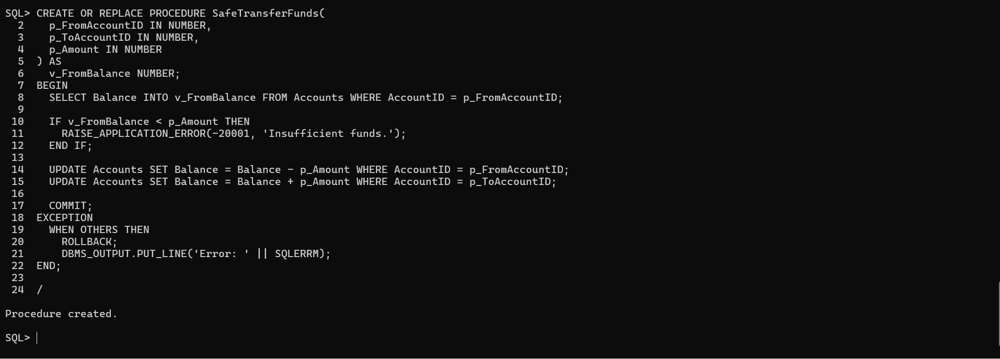 SQL> CREATE OR REPLACE PROCEDURE SafeTransferFunds(
  2    p_FromAccountID IN NUMBER,
  3    p_ToAccountID IN NUMBER,
  4    p_Amount IN NUMBER
  5  ) AS
  6    v_FromBalance NUMBER;
  7  BEGIN
  8    SELECT Balance INTO v_FromBalance FROM Accounts WHERE AccountID = p_FromAccountID;
  9
 10    IF v_FromBalance < p_Amount THEN
 11      RAISE_APPLICATION_ERROR(-20001, 'Insufficient funds.');
 12    END IF;
 13
 14    UPDATE Accounts SET Balance = Balance - p_Amount WHERE AccountID = p_FromAccountID;
 15    UPDATE Accounts SET Balance = Balance + p_Amount WHERE AccountID = p_ToAccountID;
 16
 17    COMMIT;
 18  EXCEPTION
 19    WHEN OTHERS THEN
 20      ROLLBACK;
 21      DBMS_OUTPUT.PUT_LINE('Error: ' || SQLERRM);
 22  END;
 23
 24  /
Procedure created.
SQL>